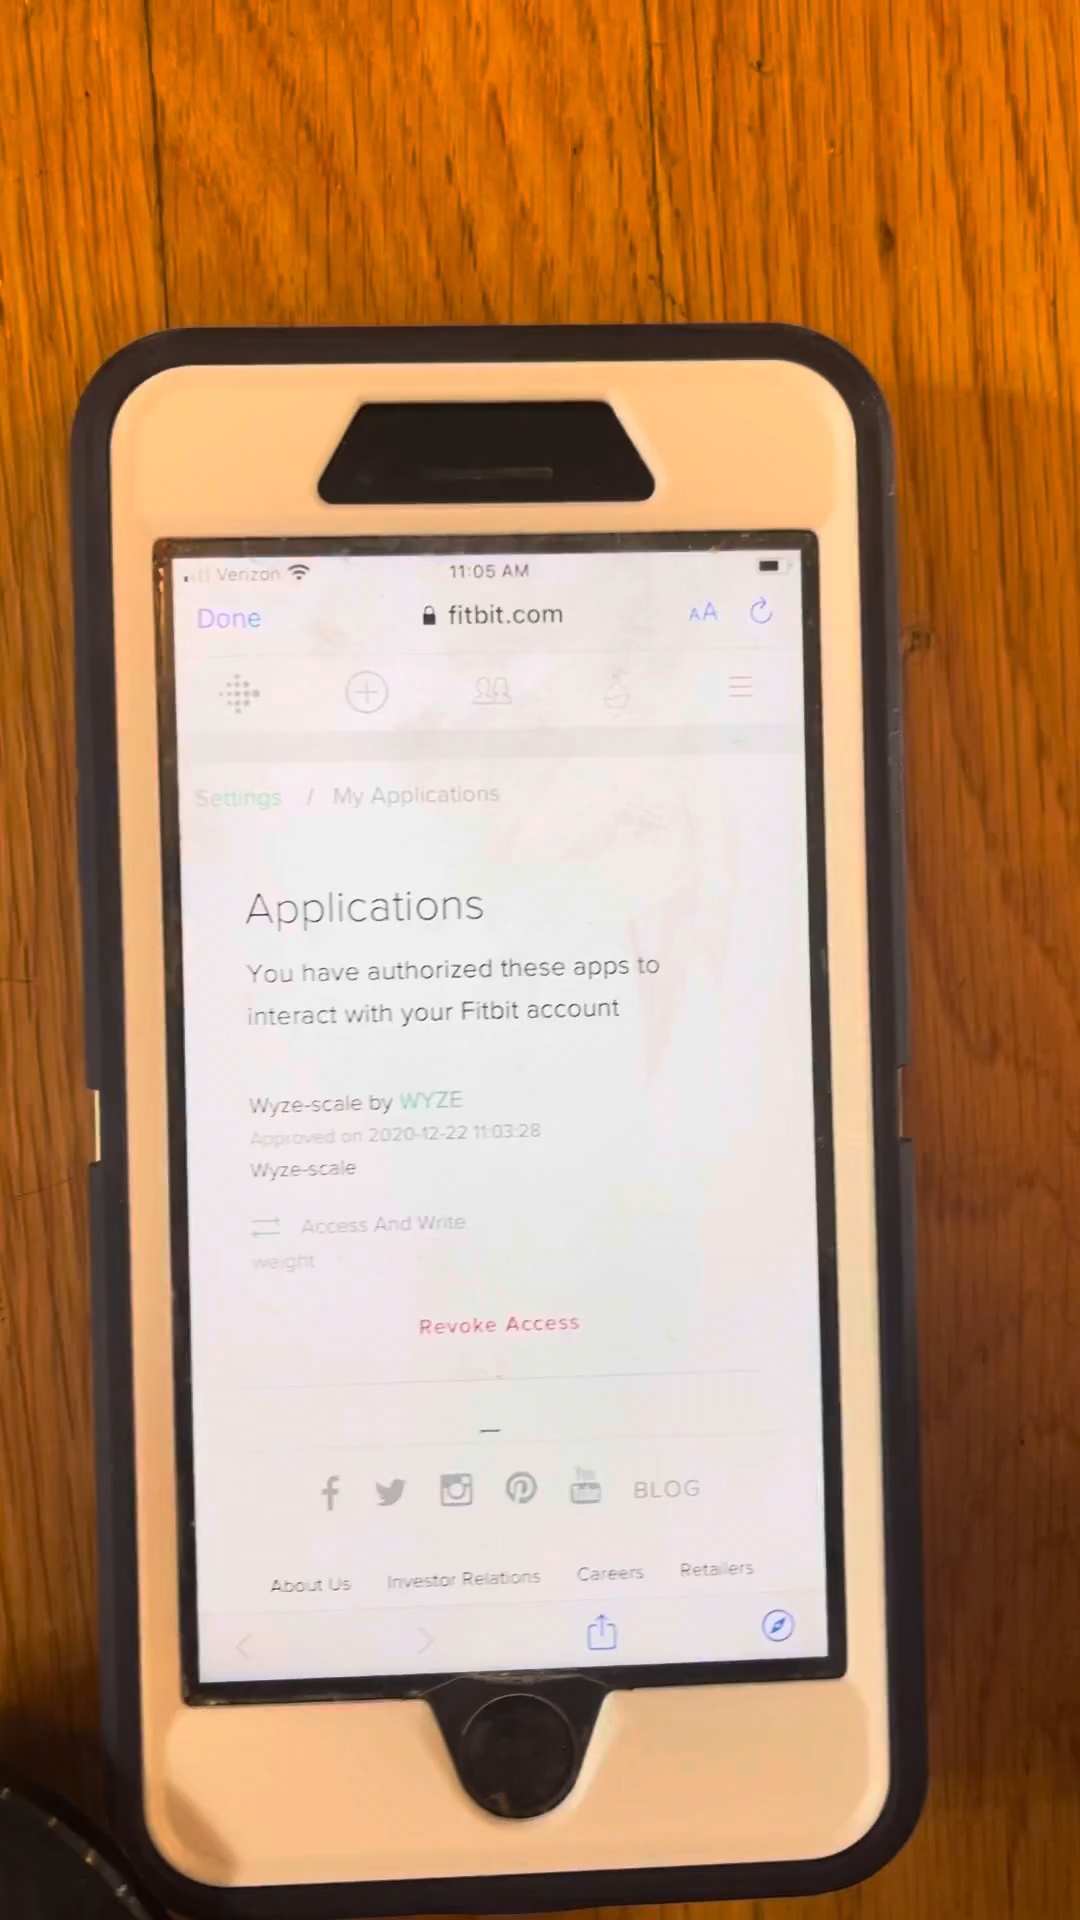 Verizon 11:05 AM
Done fitbit.com AA
Settings / My Applications
Applications
You have authorized these apps to
interact with your Fitbit account
Wyze-scale by WYZE
Approved on 2020-12-22 11:03:28
Wyze-scale
Access And Write
weight
Revoke Access
You
BLOG
About Us Investor Relations Careers Retailers